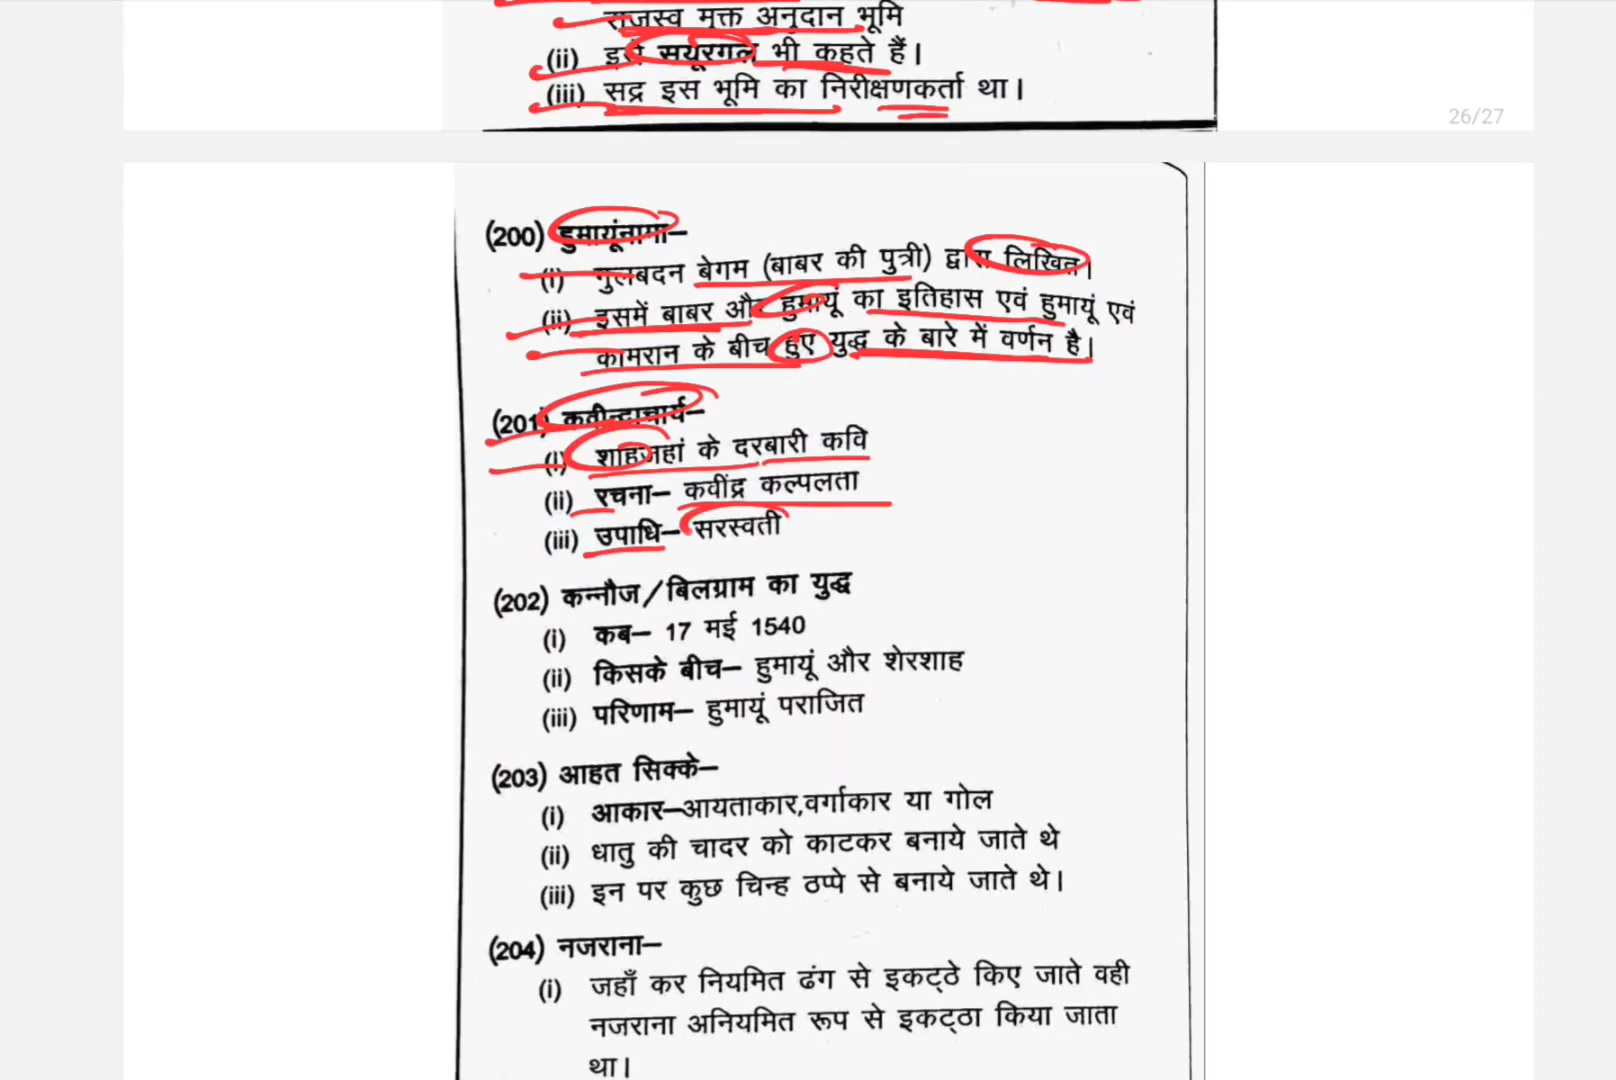 राजस्व मुक्त अनुदान भूमि
(ii) इसे सयूरगल भी कहते हैं।
(iii) सद्र इस भूमि का निरीक्षणकर्ता था।
26/27
(200) हुमायूंनामा–
(i) गुलबदन बेगम (बाबर की पुत्री) द्वारा लिखित।
(ii) इसमें बाबर और हुमायूं का इतिहास एवं हुमायूं एवं
कामरान के बीच हुए युद्ध के बारे में वर्णन है।
(201) कवीन्द्राचार्य–
(i) शाहजहां के दरबारी कवि
(ii) रचना– कवींद्र कल्पलता
(iii) उपाधि– सरस्वती
(202) कन्नौज/बिलग्राम का युद्ध
(i) कब– 17 मई 1540
(ii) किसके बीच– हुमायूं और शेरशाह
(iii) परिणाम– हुमायूं पराजित
(203) आहत सिक्के–
(i) आकार–आयताकार,वर्गाकार या गोल
(ii) धातु की चादर को काटकर बनाये जाते थे
(iii) इन पर कुछ चिन्ह ठप्पे से बनाये जाते थे।
(204) नजराना–
(i) जहाँ कर नियमित ढंग से इकट्ठे किए जाते वही
नजराना अनियमित रूप से इकट्ठा किया जाता
था।